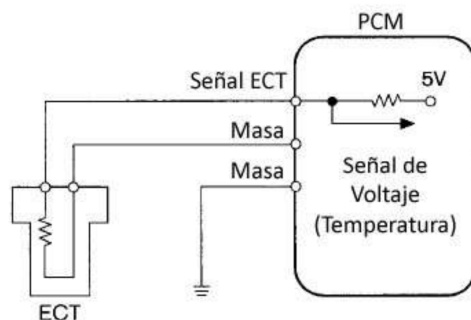 PCM
Señal ECT
5V
Masa
Masa
Señal de
Voltaje
(Temperatura)
ECT